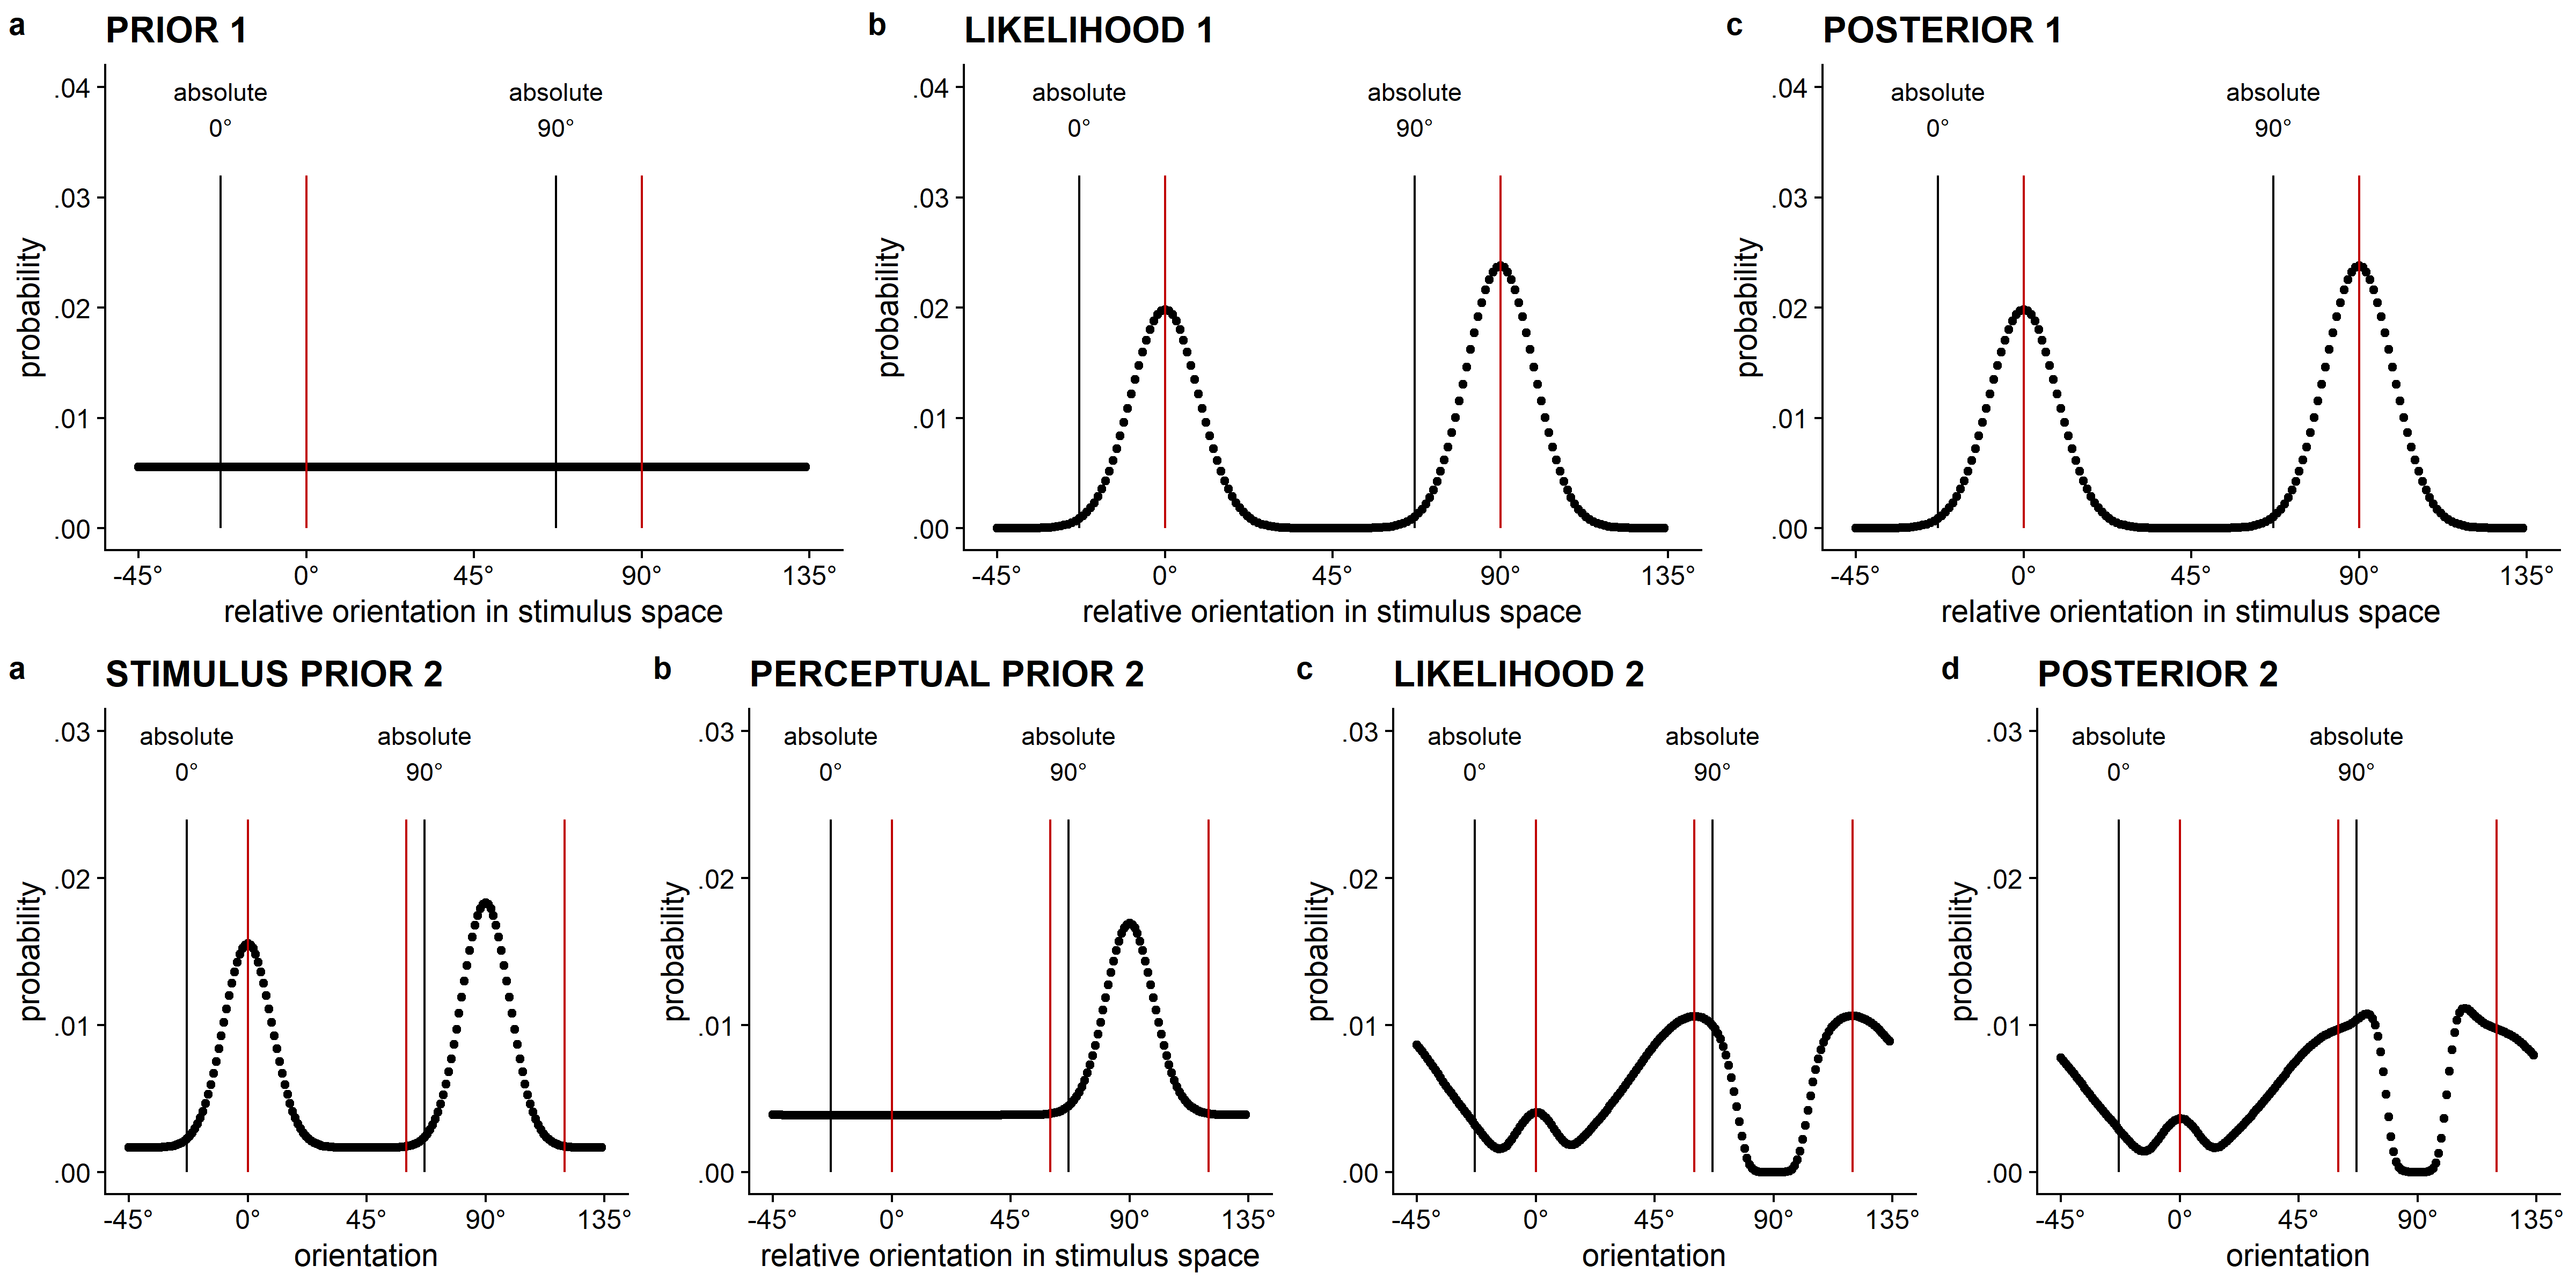 a PRIOR 1
absolute absolute
0° 90°
.04
.03
.02
.01
.00
probability
-45° 0° 45° 90° 135°
relative orientation in stimulus space
b LIKELIHOOD 1
absolute absolute
0° 90°
.04
.03
.02
.01
.00
probability
-45° 0° 45° 90° 135°
relative orientation in stimulus space
c POSTERIOR 1
absolute absolute
0° 90°
.04
.03
.02
.01
.00
probability
-45° 0° 45° 90° 135°
relative orientation in stimulus space
a STIMULUS PRIOR 2
absolute absolute
0° 90°
.03
.02
.01
.00
probability
-45° 0° 45° 90° 135°
orientation
b PERCEPTUAL PRIOR 2
absolute absolute
0° 90°
.03
.02
.01
.00
probability
-45° 0° 45° 90° 135°
relative orientation in stimulus space
c LIKELIHOOD 2
absolute absolute
0° 90°
.03
.02
.01
.00
probability
-45° 0° 45° 90° 135°
orientation
d POSTERIOR 2
absolute absolute
0° 90°
.03
.02
.01
.00
probability
-45° 0° 45° 90° 135°
orientation